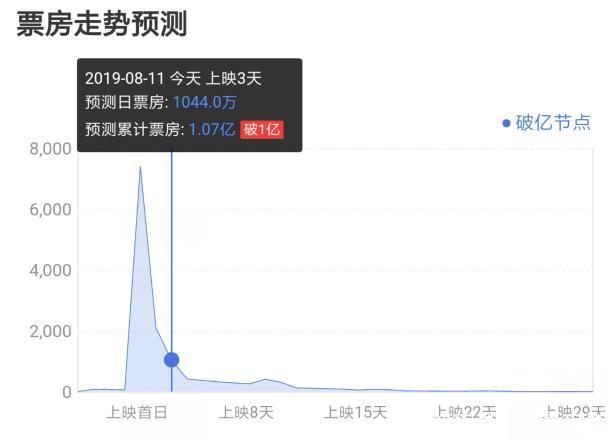 票房走势预测
2019-08-11 今天 上映3天
预测日票房: 1044.0万
预测累计票房: 1.07亿 破1亿
破亿节点
8,000
6,000
4,000
2,000
0
上映首日 上映8天 上映15天 上映22天 上映29天